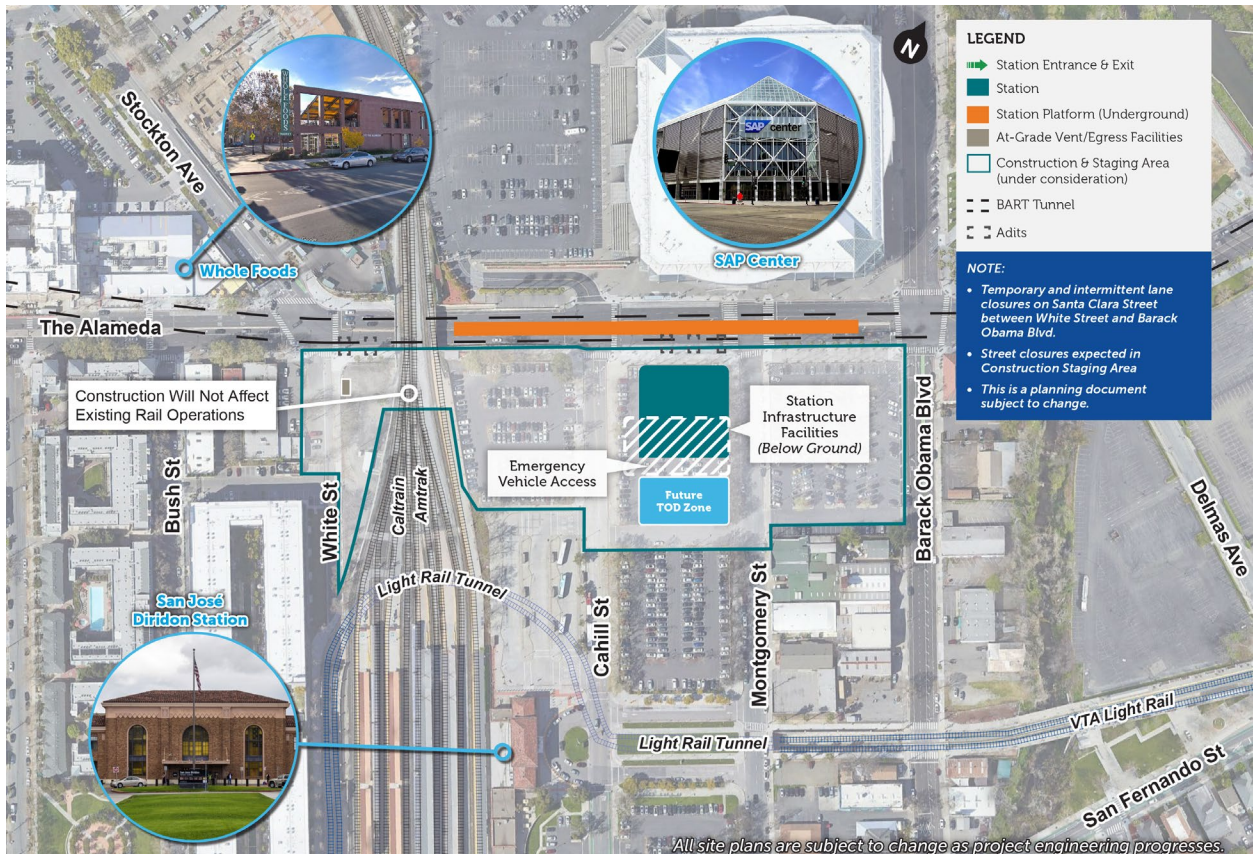 N
LEGEND
Station Entrance & Exit
Station
Station Platform (Underground)
At-Grade Vent/Egress Facilities
Construction & Staging Area
(under consideration)
BART Tunnel
Adits
NOTE:
• Temporary and intermittent lane
closures on Santa Clara Street
between White Street and Barack
Obama Blvd.
• Street closures expected in
Construction Staging Area
• This is a planning document
subject to change.
Stockton Ave
WHOLE FOODS
Whole Foods
SAP center
SAP Center
The Alameda
Construction Will Not Affect
Existing Rail Operations
Station
Infrastructure
Facilities
(Below Ground)
Emergency
Vehicle Access
Future
TOD Zone
Bush St
White St
Caltrain
Amtrak
Barack Obama Blvd
Delmas Ave
Light Rail Tunnel
San José
Diridon Station
Cahill St
Montgomery St
Light Rail Tunnel
VTA Light Rail
San Fernando St
All site plans are subject to change as project engineering progresses.